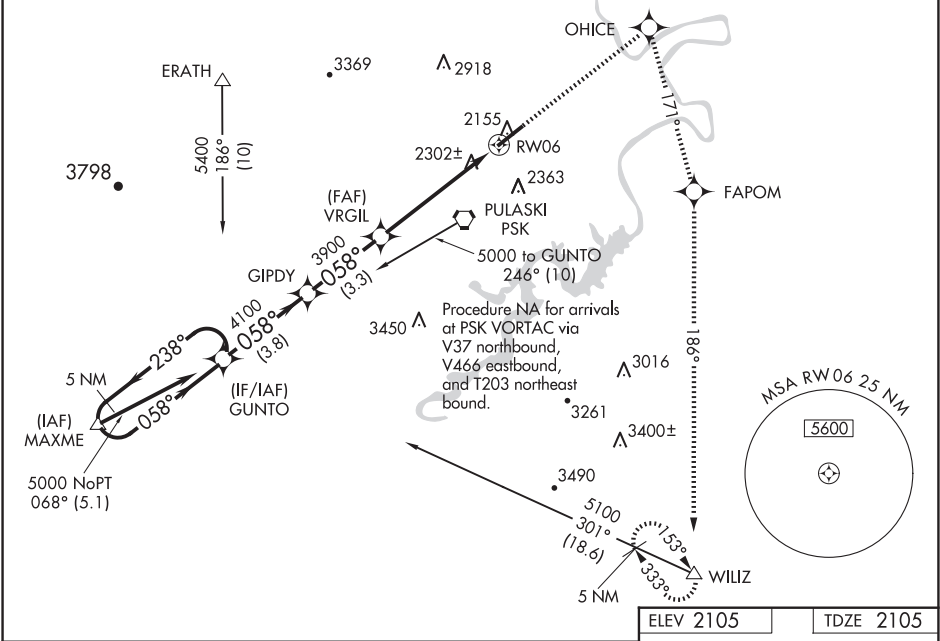 OHICE
ERATH
3369
2918
171°
5400
186°
(10)
2155
RW06
2302±
3798
2363
FAPOM
(FAF)
VRGIL
PULASKI
PSK
3900
058°
(3.3)
5000 to GUNTO
246° (10)
GIPDY
4100
058°
(3.8)
3450
Procedure NA for arrivals
at PSK VORTAC via
V37 northbound,
V466 eastbound,
and T203 northeast
bound.
186°
238°
5 NM
058°
(IF/IAF)
GUNTO
(IAF)
MAXME
3016
3261
3400±
MSA RW06 25 NM
5600
5000 NoPT
068° (5.1)
3490
5100
301°
(18.6)
153°
333°
WILIZ
5 NM
ELEV 2105
TDZE 2105